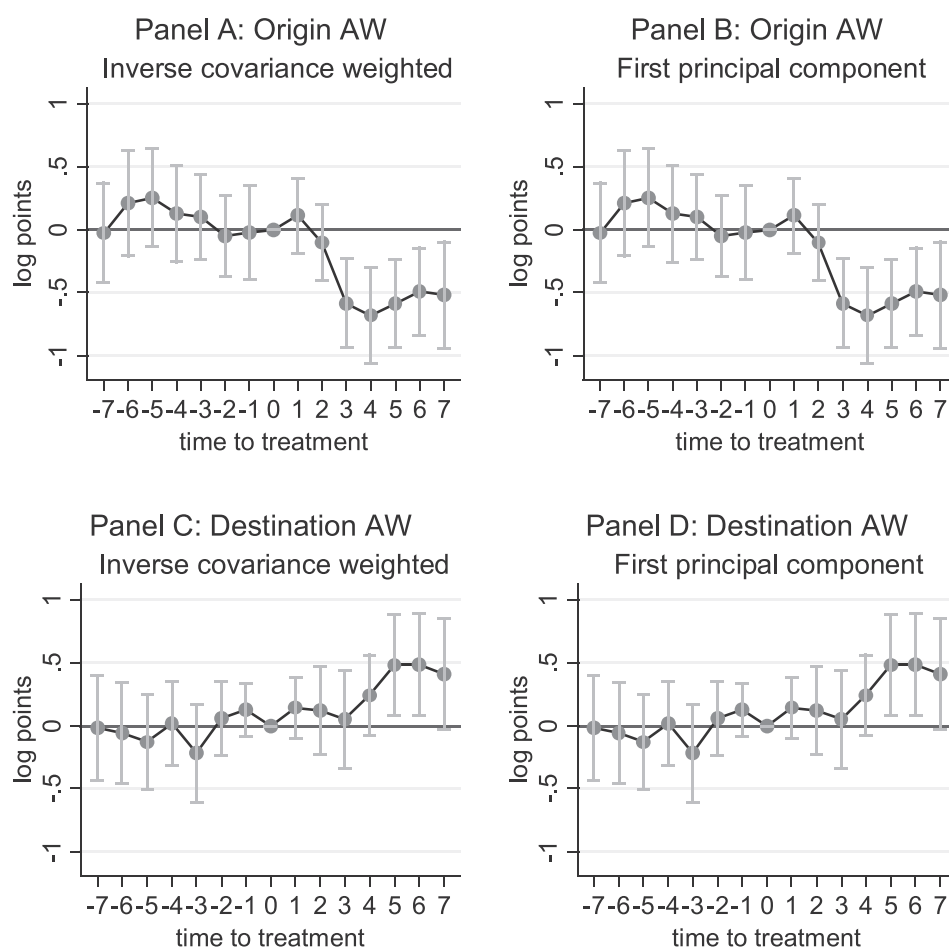 Panel A: Origin AW
Inverse covariance weighted
1
.5
0
-.5
-1
log points
-7 -6 -5 -4 -3 -2 -1 0 1 2 3 4 5 6 7
time to treatment
Panel B: Origin AW
First principal component
1
.5
0
-.5
-1
log points
-7 -6 -5 -4 -3 -2 -1 0 1 2 3 4 5 6 7
time to treatment
Panel C: Destination AW
Inverse covariance weighted
1
.5
0
-.5
-1
log points
-7 -6 -5 -4 -3 -2 -1 0 1 2 3 4 5 6 7
time to treatment
Panel D: Destination AW
First principal component
1
.5
0
-.5
-1
log points
-7 -6 -5 -4 -3 -2 -1 0 1 2 3 4 5 6 7
time to treatment